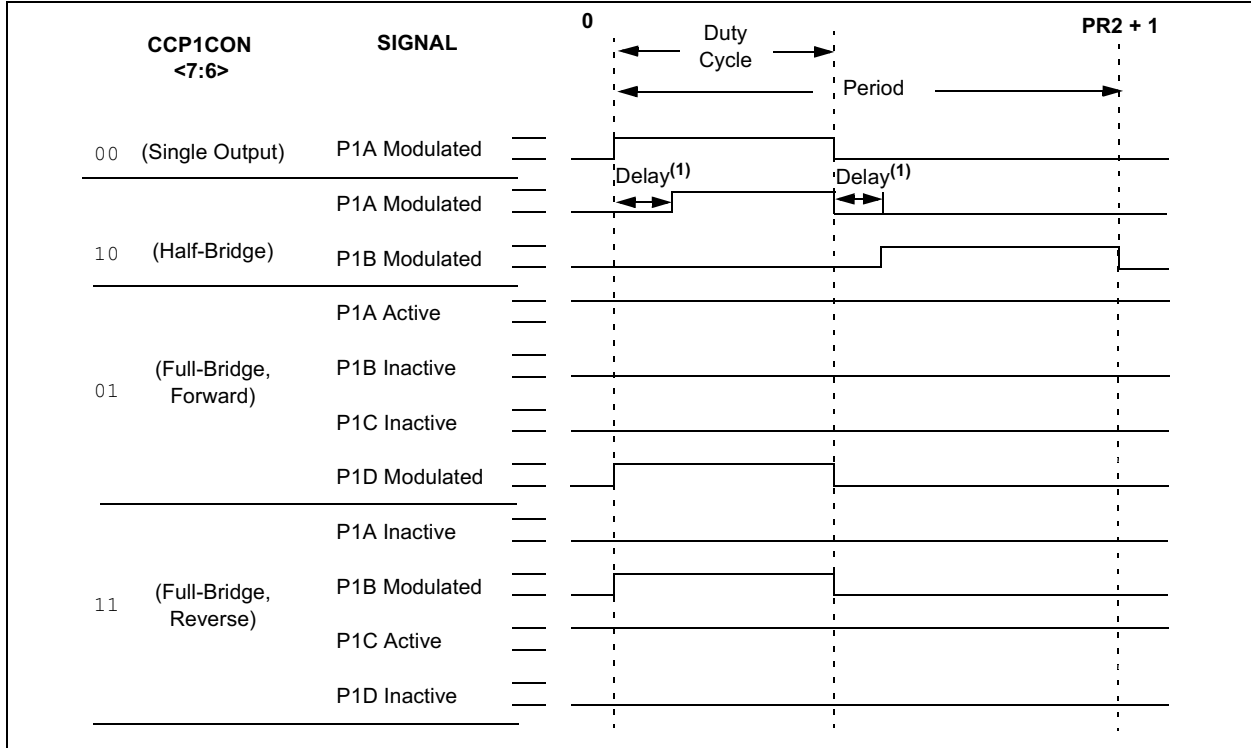 CCP1CON
<7:6>
SIGNAL
0
Duty
Cycle
PR2 + 1
Period
00 (Single Output) P1A Modulated
Delay(1) Delay(1)
P1A Modulated
10 (Half-Bridge)
P1B Modulated
P1A Active
01 (Full-Bridge,
Forward)
P1B Inactive
P1C Inactive
P1D Modulated
P1A Inactive
11 (Full-Bridge,
Reverse)
P1B Modulated
P1C Active
P1D Inactive